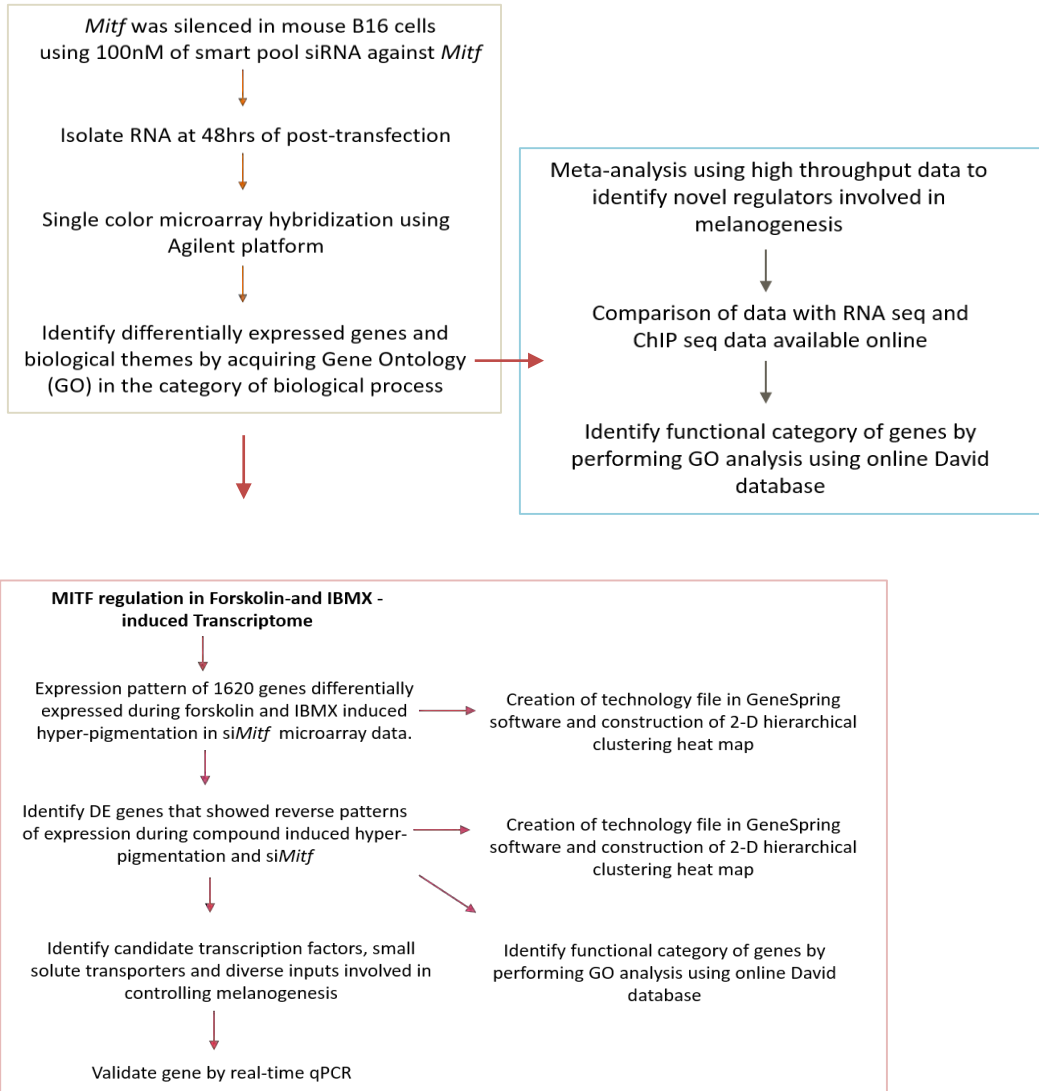 Mitf was silenced in mouse B16 cells
using 100nM of smart pool siRNA against Mitf
Isolate RNA at 48hrs of post-transfection
Single color microarray hybridization using
Agilent platform
Identify differentially expressed genes and
biological themes by acquiring Gene Ontology
(GO) in the category of biological process
Meta-analysis using high throughput data to
identify novel regulators involved in
melanogenesis
Comparison of data with RNA seq and
ChIP seq data available online
Identify functional category of genes by
performing GO analysis using online David
database
MITF regulation in Forskolin-and IBMX -
induced Transcriptome
Expression pattern of 1620 genes differentially
expressed during forskolin and IBMX induced
hyper-pigmentation in siMitf microarray data.
Creation of technology file in GeneSpring
software and construction of 2-D hierarchical
clustering heat map
Identify DE genes that showed reverse patterns
of expression during compound induced hyper-
pigmentation and siMitf
Creation of technology file in GeneSpring
software and construction of 2-D hierarchical
clustering heat map
Identify candidate transcription factors, small
solute transporters and diverse inputs involved in
controlling melanogenesis
Identify functional category of genes by
performing GO analysis using online David
database
Validate gene by real-time qPCR